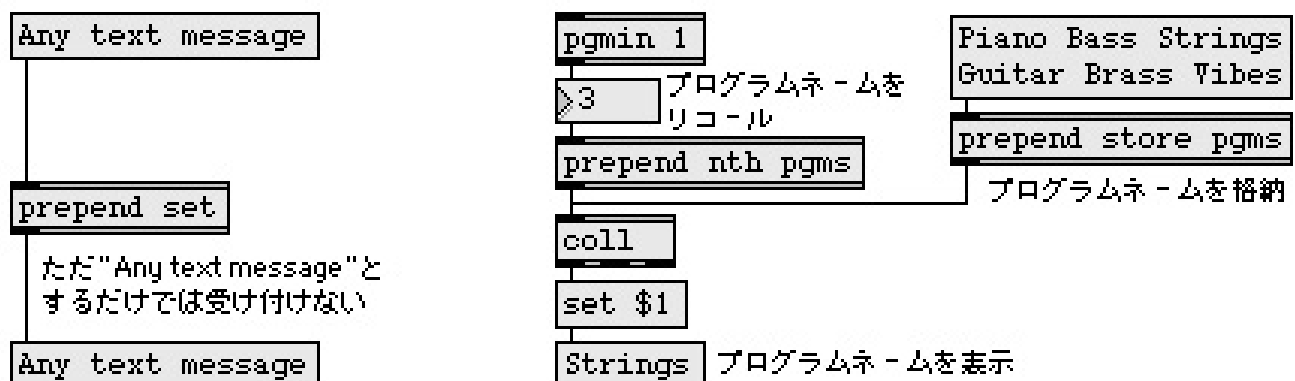 Any text message
prepend set
ただ"Any text message"と
するだけでは受け付けない
Any text message
pgmin 1
3
プログラムネームを
リコール
prepend nth pgms
coll
set $1
Strings
プログラムネームを表示
Piano Bass Strings
Guitar Brass Vibes
prepend store pgms
プログラムネームを格納